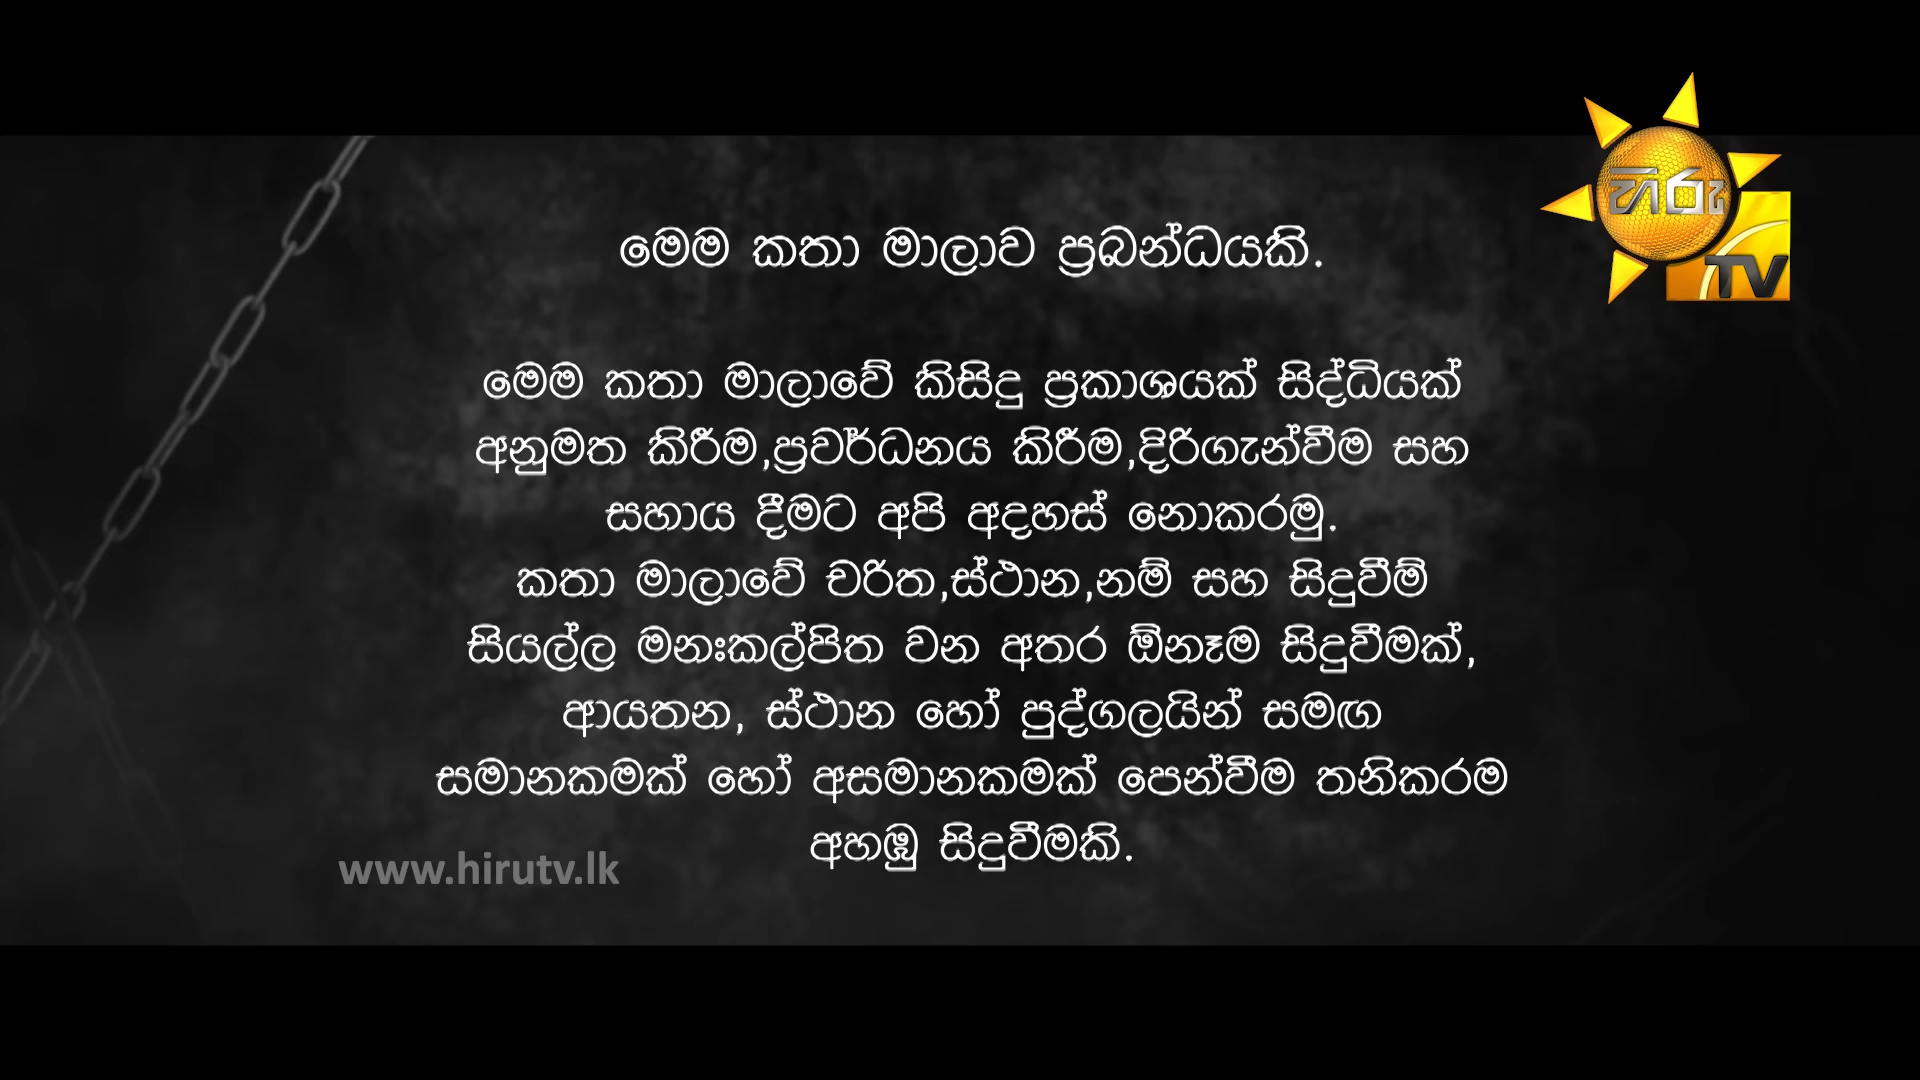 හිරු
TV
මෙම කතා මාලාව ප්‍රබන්ධයකි.
මෙම කතා මාලාවේ කිසිදු ප්‍රකාශයක් සිද්ධියක්
අනුමත කිරීම,ප්‍රවර්ධනය කිරීම,දිරිගැන්වීම සහ
සහාය දීමට අපි අදහස් නොකරමු.
කතා මාලාවේ චරිත,ස්ථාන,නම් සහ සිදුවීම්
සියල්ල මනඃකල්පිත වන අතර ඕනෑම සිදුවීමක්,
ආයතන, ස්ථාන හෝ පුද්ගලයින් සමඟ
සමානකමක් හෝ අසමානකමක් පෙන්වීම තනිකරම
අහඹු සිදුවීමකි.
www.hirutv.lk